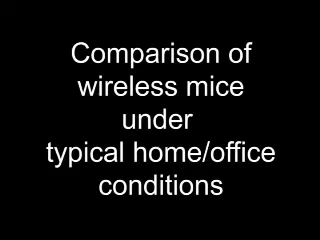 Comparison of
wireless mice
under
typical home/office
conditions